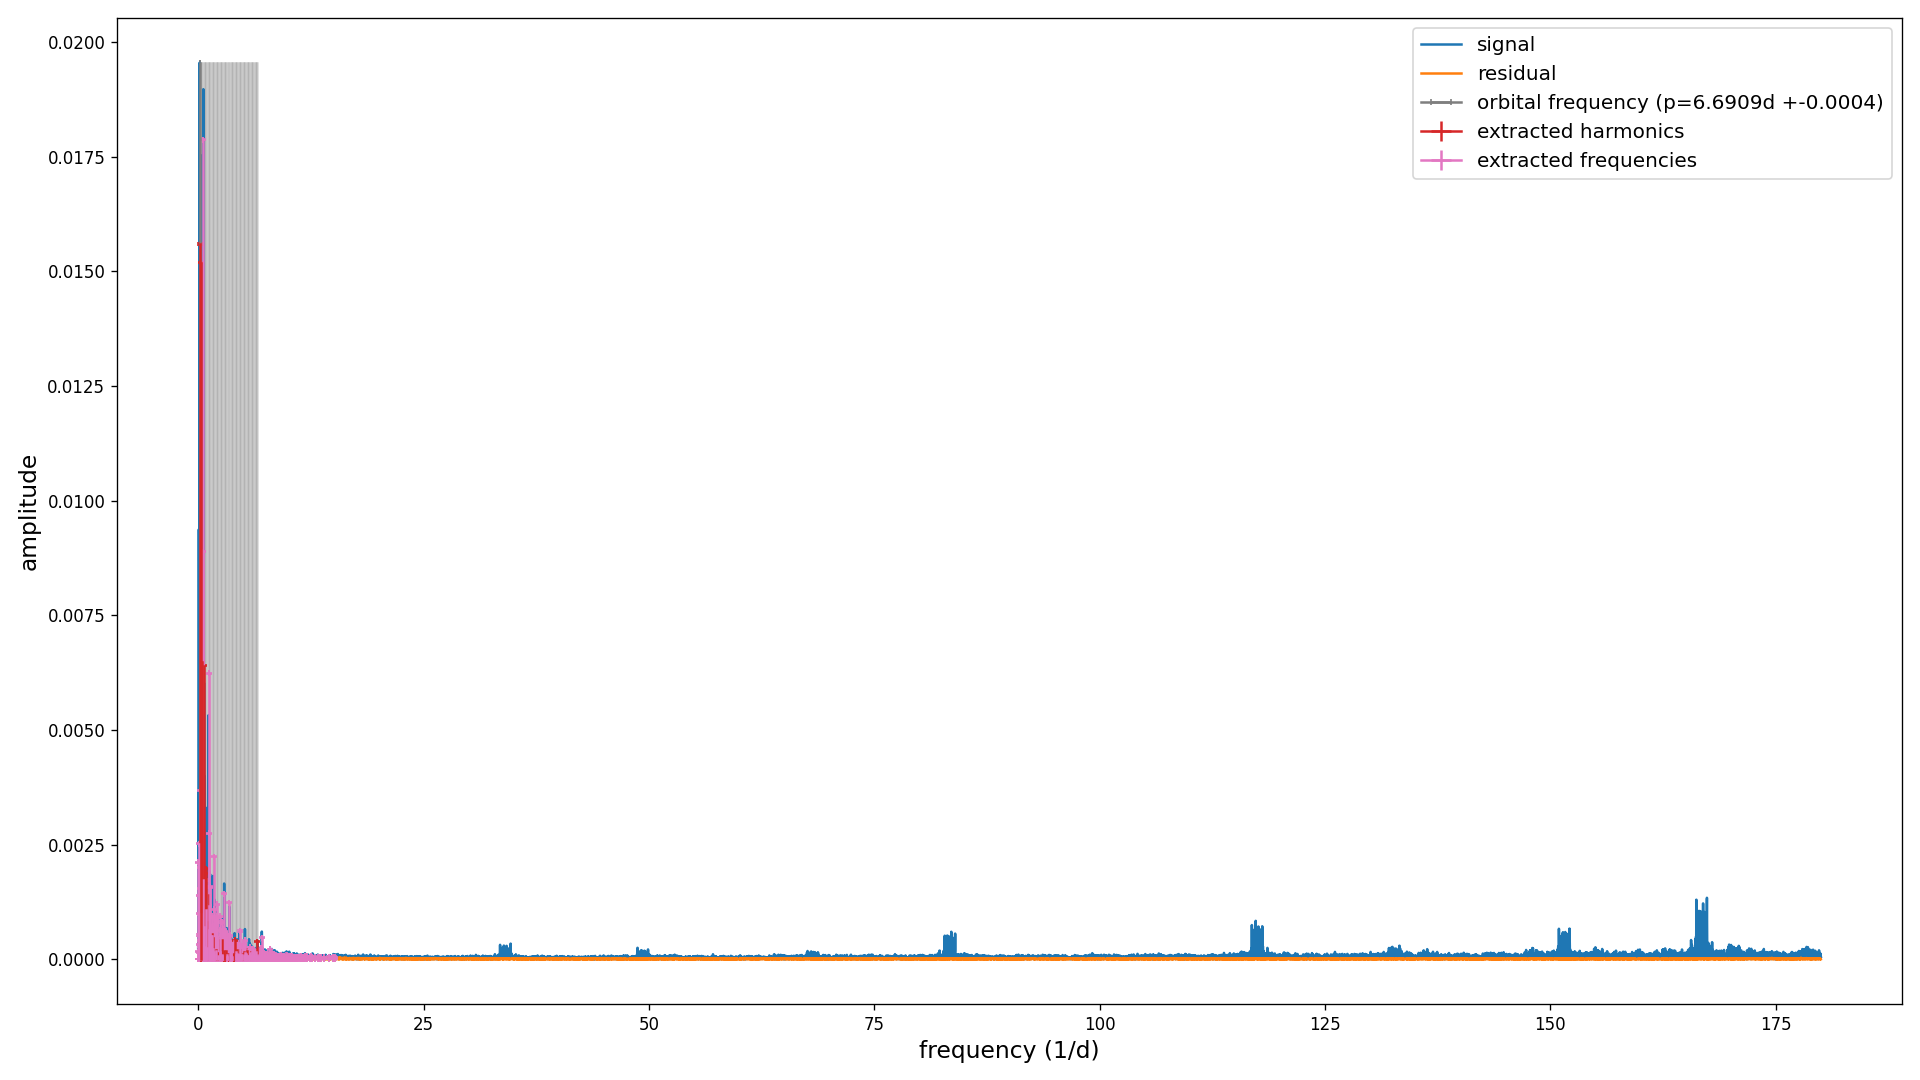 signal
residual
orbital frequency (p=6.6909d +-0.0004)
extracted harmonics
extracted frequencies
amplitude
0.0200
0.0175
0.0150
0.0125
0.0100
0.0075
0.0050
0.0025
0.0000
0 25 50 75 100 125 150 175
frequency (1/d)